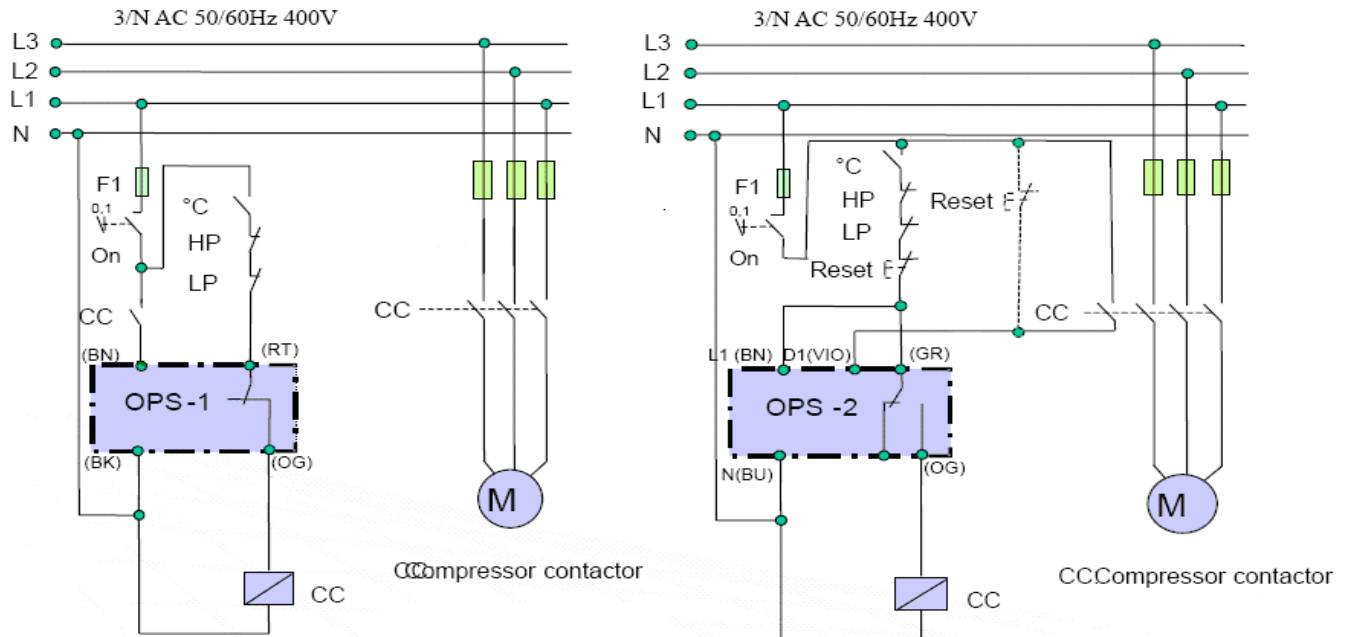 3/N AC 50/60Hz 400V
L3
L2
L1
N
F1
0,1
On
°C
HP
LP
CC
CC
(BN)
(RT)
OPS-1
(BK)
(OG)
M
CC
CCCompressor contactor
3/N AC 50/60Hz 400V
L3
L2
L1
N
F1
0,1
On
°C
HP
LP
Reset
Reset
CC
L1 (BN)
D1(VIO)
(GR)
OPS -2
N(BU)
(OG)
M
CC
CC.Compressor contactor